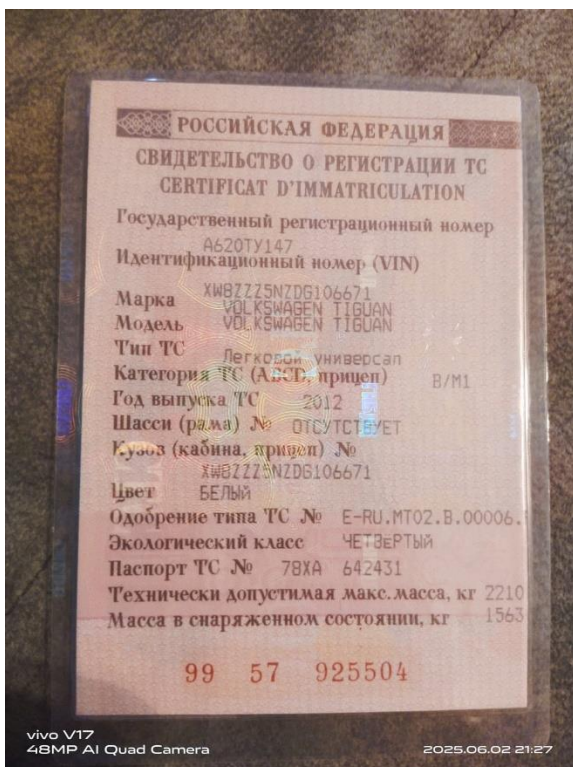 РОССИЙСКАЯ ФЕДЕРАЦИЯ
СВИДЕТЕЛЬСТВО О РЕГИСТРАЦИИ ТС
CERTIFICAT D'IMMATRICULATION
Государственный регистрационный номер
А620ТУ147
Идентификационный номер (VIN)
XW8ZZZ5NZDG106671
Марка VOLKSWAGEN TIGUAN
Модель VOLKSWAGEN TIGUAN
Тип ТС Легковой универсал
Категория ТС (ABCD, прицеп) B/M1
Год выпуска ТС 2012
Шасси (рама) № ОТСУТСТВУЕТ
Кузов (кабина, прицеп) №
XW8ZZZ5NZDG106671
Цвет БЕЛЫЙ
Одобрение типа ТС № E-RU.MT02.B.00006.
Экологический класс ЧЕТВЕРТЫЙ
Паспорт ТС № 78ХА 642431
Технически допустимая макс.масса, кг 2210
Масса в снаряженном состоянии, кг 1563
99 57 925504
vivo V17
48MP AI Quad Camera
2025.06.02 21:27